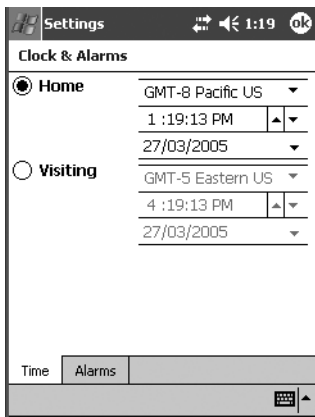 Settings 1:19 ok
Clock & Alarms
Home GMT-8 Pacific US
1 :19:13 PM
27/03/2005
Visiting GMT-5 Eastern US
4 :19:13 PM
27/03/2005
Time Alarms